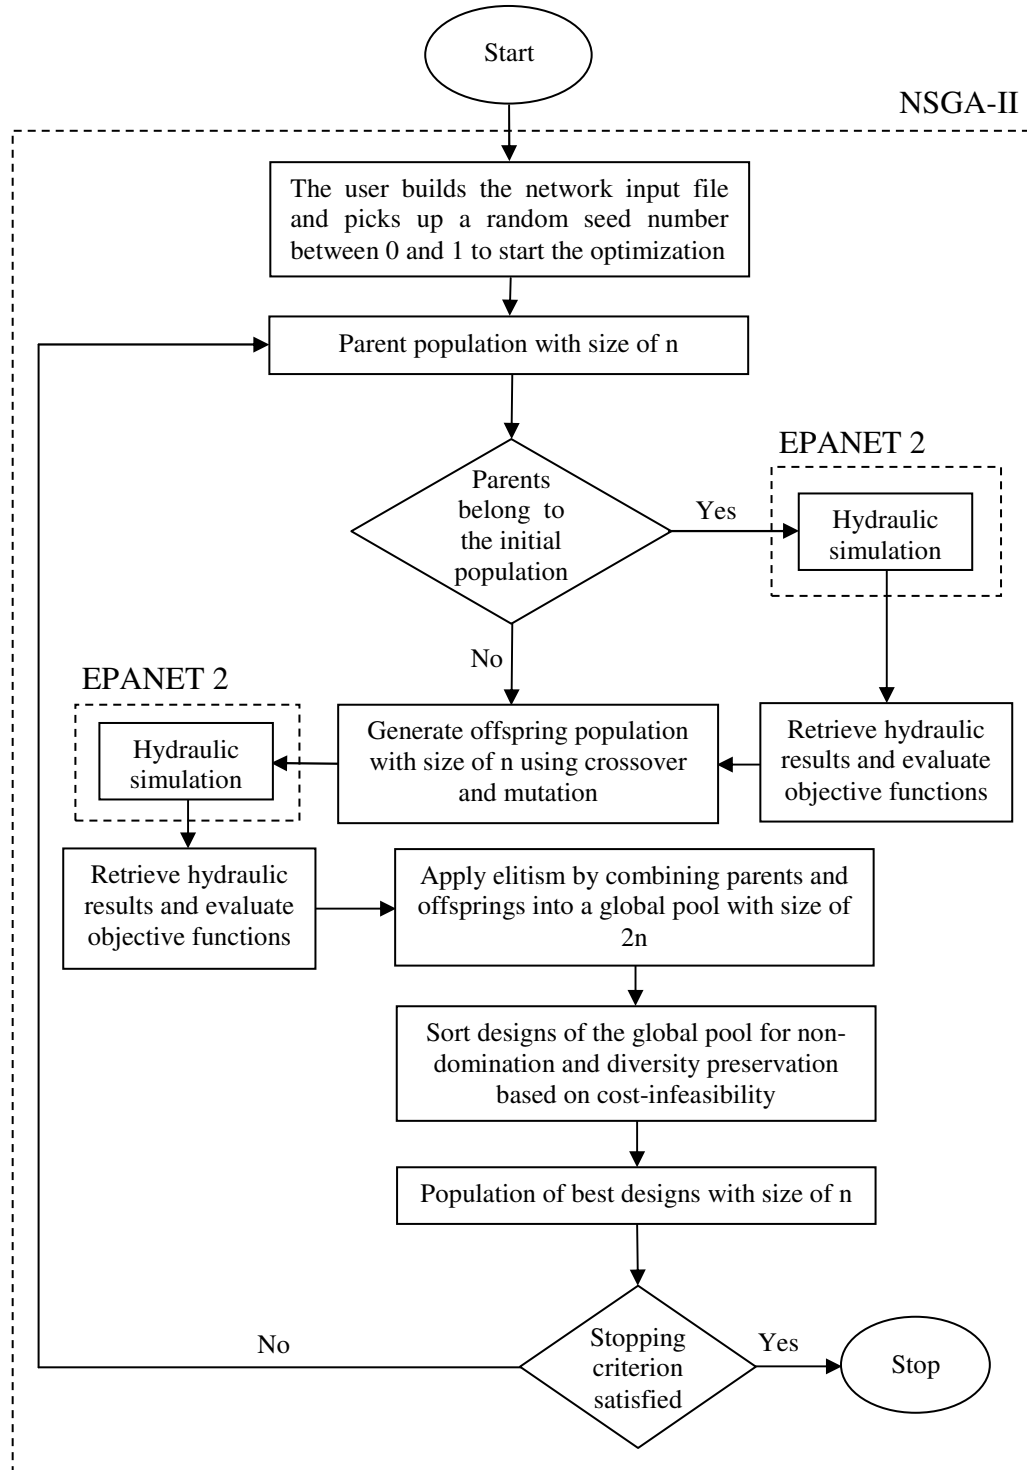 Start
NSGA-II
The user builds the network input file
and picks up a random seed number
between 0 and 1 to start the optimization
Parent population with size of n
Parents
belong to
the initial
population
Yes
EPANET 2
Hydraulic
simulation
No
Retrieve hydraulic
results and evaluate
objective functions
Generate offspring population
with size of n using crossover
and mutation
EPANET 2
Hydraulic
simulation
Retrieve hydraulic
results and evaluate
objective functions
Apply elitism by combining parents and
offsprings into a global pool with size of
2n
Sort designs of the global pool for non-
domination and diversity preservation
based on cost-infeasibility
Population of best designs with size of n
Stopping
criterion
satisfied
No
Yes
Stop